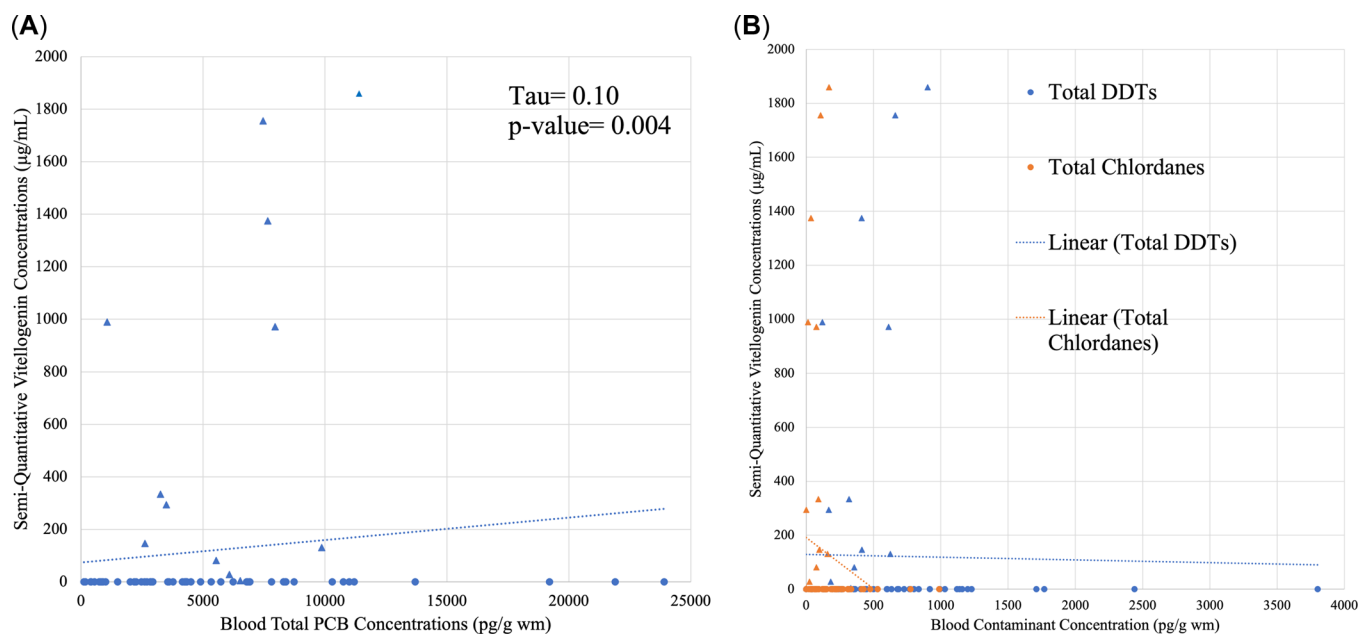 (A)
Semi-Quantitative Vitellogenin Concentrations (μg/mL)
2000
1800
1600
1400
1200
1000
800
600
400
200
0
Tau= 0.10
p-value= 0.004
0
5000
10000
15000
20000
25000
Blood Total PCB Concentrations (pg/g wm)
(B)
Semi-Quantitative Vitellogenin Concentrations (μg/mL)
2000
1800
1600
1400
1200
1000
800
600
400
200
0
Total DDTs
Total Chlordanes
Linear (Total DDTs)
Linear (Total
Chlordanes)
0
500
1000
1500
2000
2500
3000
3500
4000
Blood Contaminant Concentration (pg/g wm)